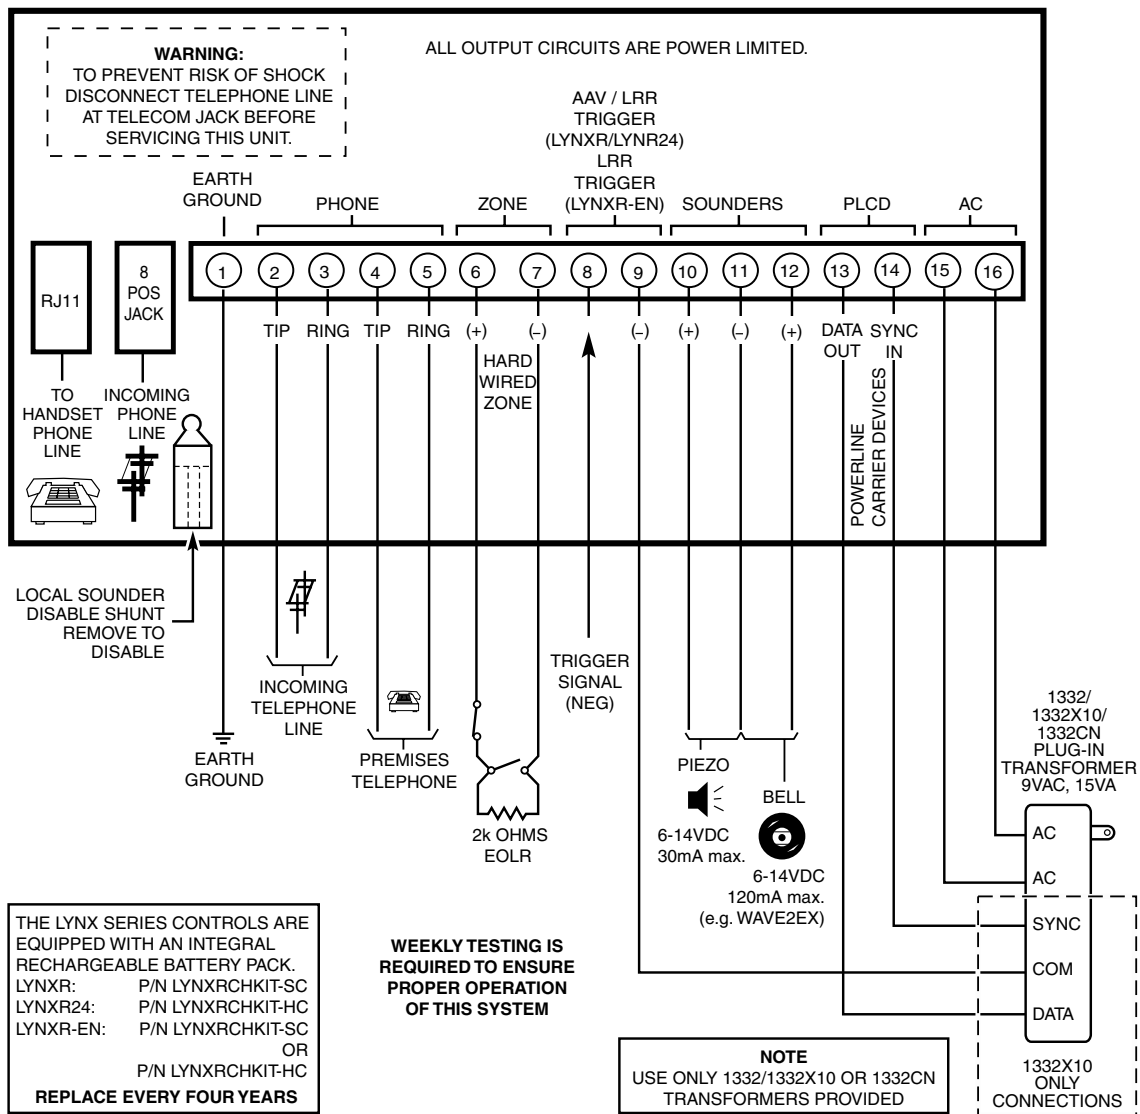 WARNING:
TO PREVENT RISK OF SHOCK
DISCONNECT TELEPHONE LINE
AT TELECOM JACK BEFORE
SERVICING THIS UNIT.
ALL OUTPUT CIRCUITS ARE POWER LIMITED.
AAV / LRR
TRIGGER
(LYNXR/LYNR24)
LRR
TRIGGER
(LYNXR-EN)
EARTH
GROUND
PHONE
ZONE
SOUNDERS
PLCD
AC
RJ11
8
POS
JACK
1 2 3 4 5 6 7 8 9 10 11 12 13 14 15 16
TIP RING TIP RING (+) (–) (–) (+) (–) (+)
DATA
OUT
SYNC
IN
HARD
WIRED
ZONE
POWERLINE
CARRIER DEVICES
TO
HANDSET
PHONE
LINE
INCOMING
PHONE
LINE
LOCAL SOUNDER
DISABLE SHUNT
REMOVE TO
DISABLE
EARTH
GROUND
INCOMING
TELEPHONE
LINE
PREMISES
TELEPHONE
2k OHMS
EOLR
TRIGGER
SIGNAL
(NEG)
PIEZO
6-14VDC
30mA max.
BELL
6-14VDC
120mA max.
(e.g. WAVE2EX)
1332/
1332X10/
1332CN
PLUG-IN
TRANSFORMER
9VAC, 15VA
AC
AC
SYNC
COM
DATA
1332X10
ONLY
CONNECTIONS
THE LYNX SERIES CONTROLS ARE
EQUIPPED WITH AN INTEGRAL
RECHARGEABLE BATTERY PACK.
LYNXR: P/N LYNXRCHKIT-SC
LYNXR24: P/N LYNXRCHKIT-HC
LYNXR-EN: P/N LYNXRCHKIT-SC
OR
P/N LYNXRCHKIT-HC
REPLACE EVERY FOUR YEARS
WEEKLY TESTING IS
REQUIRED TO ENSURE
PROPER OPERATION
OF THIS SYSTEM
NOTE
USE ONLY 1332/1332X10 OR 1332CN
TRANSFORMERS PROVIDED